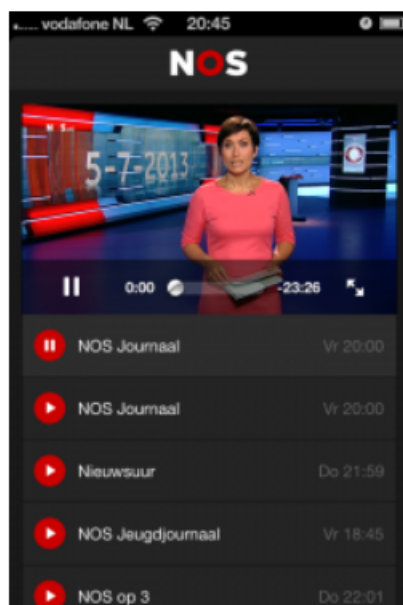 vodafone NL 20:45
NOS
5-7-2013
0:00 -23:26
NOS Journaal Vr 20:00
NOS Journaal Vr 20:00
Nieuwsuur Do 21:59
NOS Jeugdjournaal Vr 18:45
NOS op 3 Do 22:01